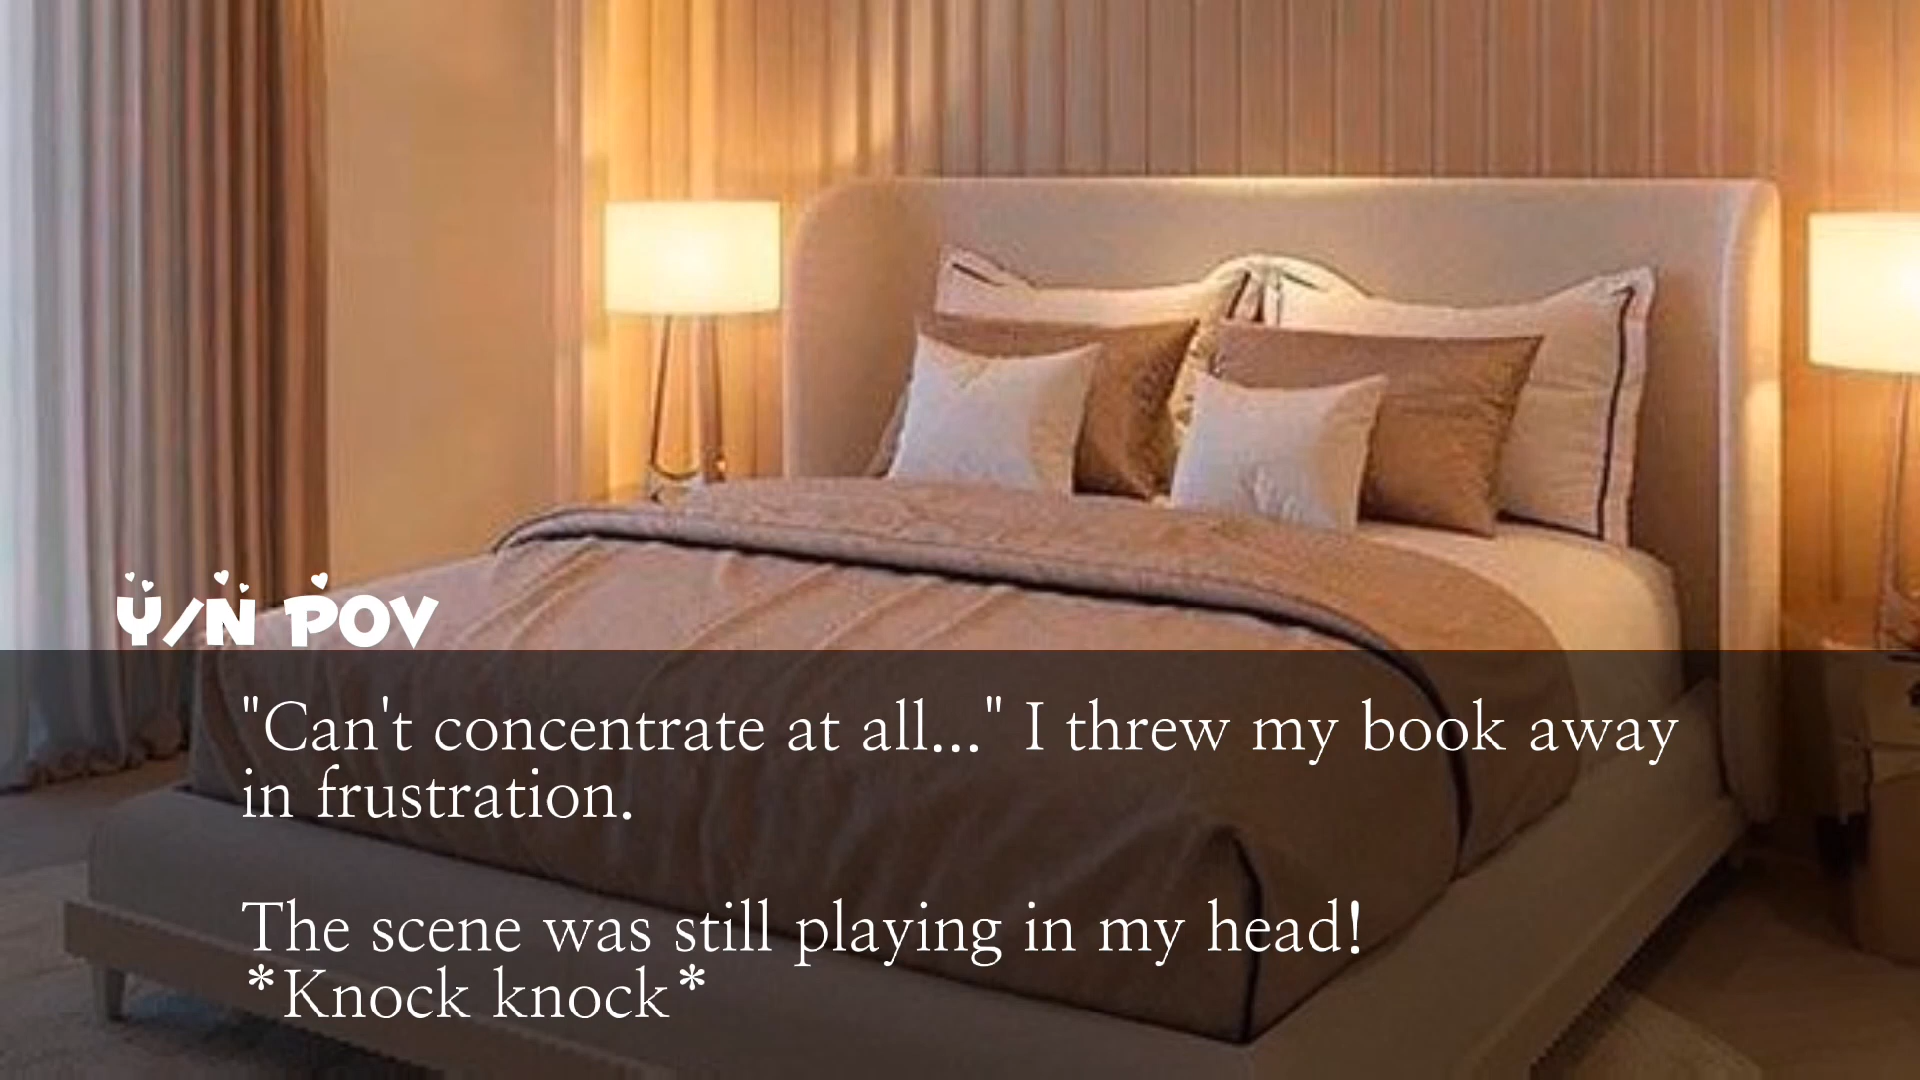 Y/N POV
"Can't concentrate at all..." I threw my book away
in frustration.
The scene was still playing in my head!
*Knock knock*